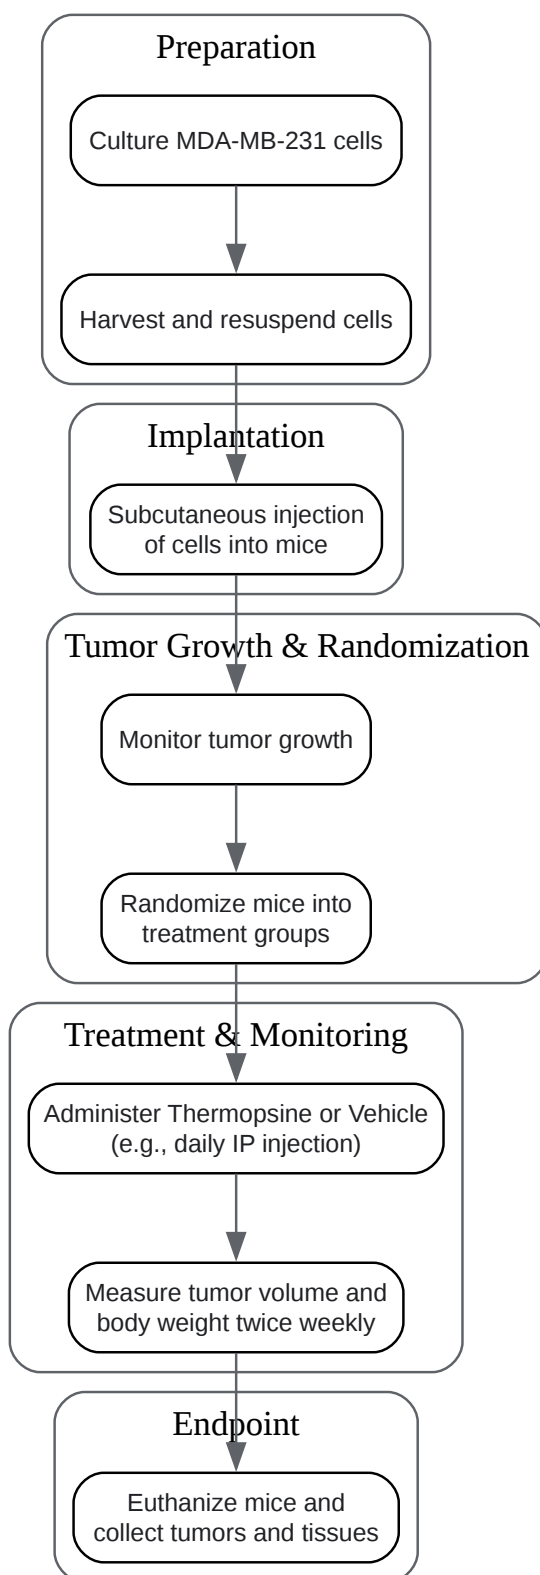 Preparation
Culture MDA-MB-231 cells
Harvest and resuspend cells
Implantation
Subcutaneous injection
of cells into mice
Tumor Growth & Randomization
Monitor tumor growth
Randomize mice into
treatment groups
Treatment & Monitoring
Administer Thermopsine or Vehicle
(e.g., daily IP injection)
Measure tumor volume and
body weight twice weekly
Endpoint
Euthanize mice and
collect tumors and tissues